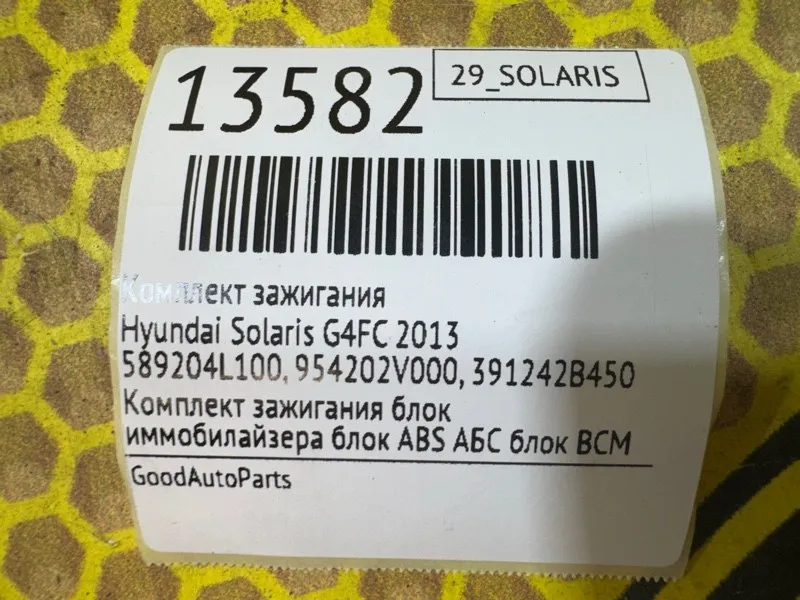 13582
29_SOLARIS
Комплект зажигания
Hyundai Solaris G4FC 2013
589204L100, 954202V000, 391242B450
Комплект зажигания блок
иммобилайзера блок ABS АБС блок BCM
GoodAutoParts